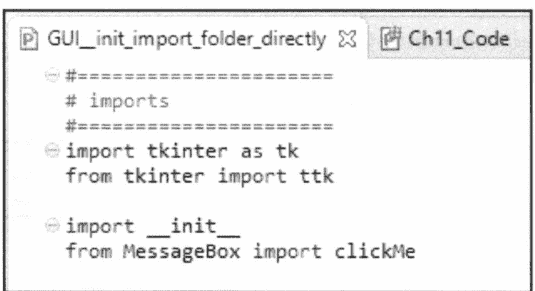 GUI__init_import_folder_directly Ch11_Code
#======================
# imports
#======================
import tkinter as tk
from tkinter import ttk
import __init__
from MessageBox import clickMe